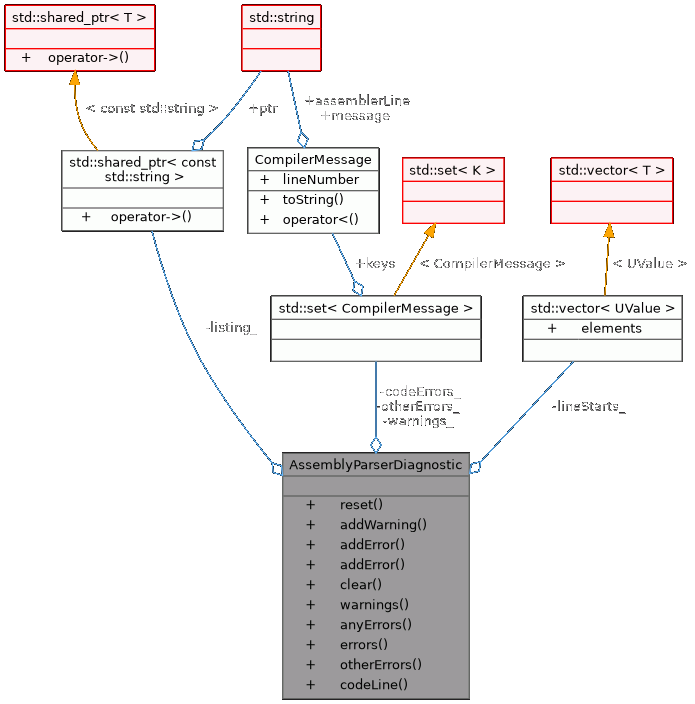 std::shared_ptr< T >
+ operator->()
std::string
< const std::string >
+ptr
+assemblerLine
+message
std::shared_ptr< const
std::string >
+ operator->()
CompilerMessage
+ lineNumber
+ toString()
+ operator<()
std::set< K >
std::vector< T >
+keys
< CompilerMessage >
< UValue >
std::set< CompilerMessage >
std::vector< UValue >
+ elements
-listing_
-codeErrors_
-otherErrors_
-warnings_
-lineStarts_
AssemblyParserDiagnostic
+ reset()
+ addWarning()
+ addError()
+ addError()
+ clear()
+ warnings()
+ anyErrors()
+ errors()
+ otherErrors()
+ codeLine()